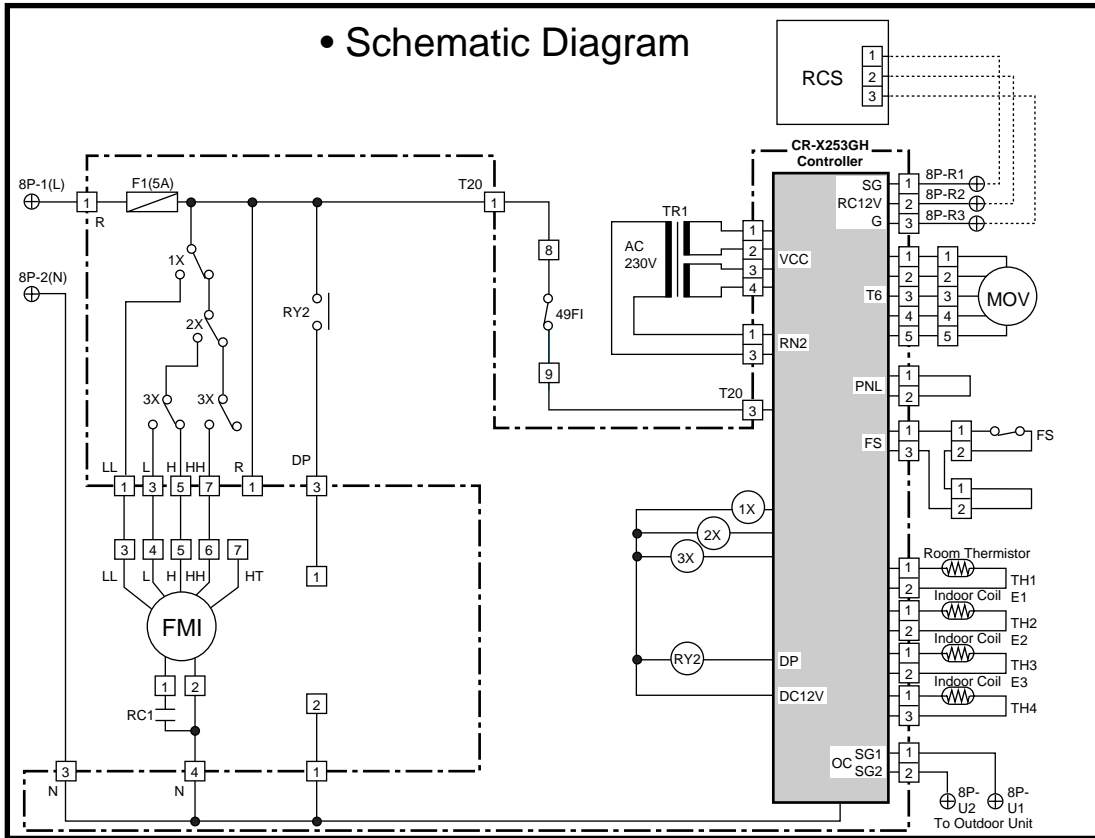 • Schematic Diagram
RCS
1
2
3
CR-X253GH
Controller
8P-1(L)
1
R
F1(5A)
T20
1
8P-2(N)
1X
2X
3X
3X
RY2
8
49FI
9
T20
3
TR1
AC
230V
1
2
3
4
VCC
1
3
RN2
SG
RC12V
G
1
2
3
8P-R1
8P-R2
8P-R3
T6
1
2
3
4
5
1
2
3
4
5
MOV
PNL
1
2
FS
1
3
1
2
FS
1
2
LL
L
H
HH
R
DP
1
3
5
7
1
3
3
4
5
6
7
LL
L
H
HH
HT
FMI
1
2
RC1
1
2
3
N
4
N
1
1X
2X
3X
RY2
DP
DC12V
Room Thermistor
1
2
TH1
Indoor Coil E1
1
2
TH2
Indoor Coil E2
1
2
TH3
Indoor Coil E3
1
3
TH4
OC
SG1
SG2
1
2
8P-
U2
8P-
U1
To Outdoor Unit